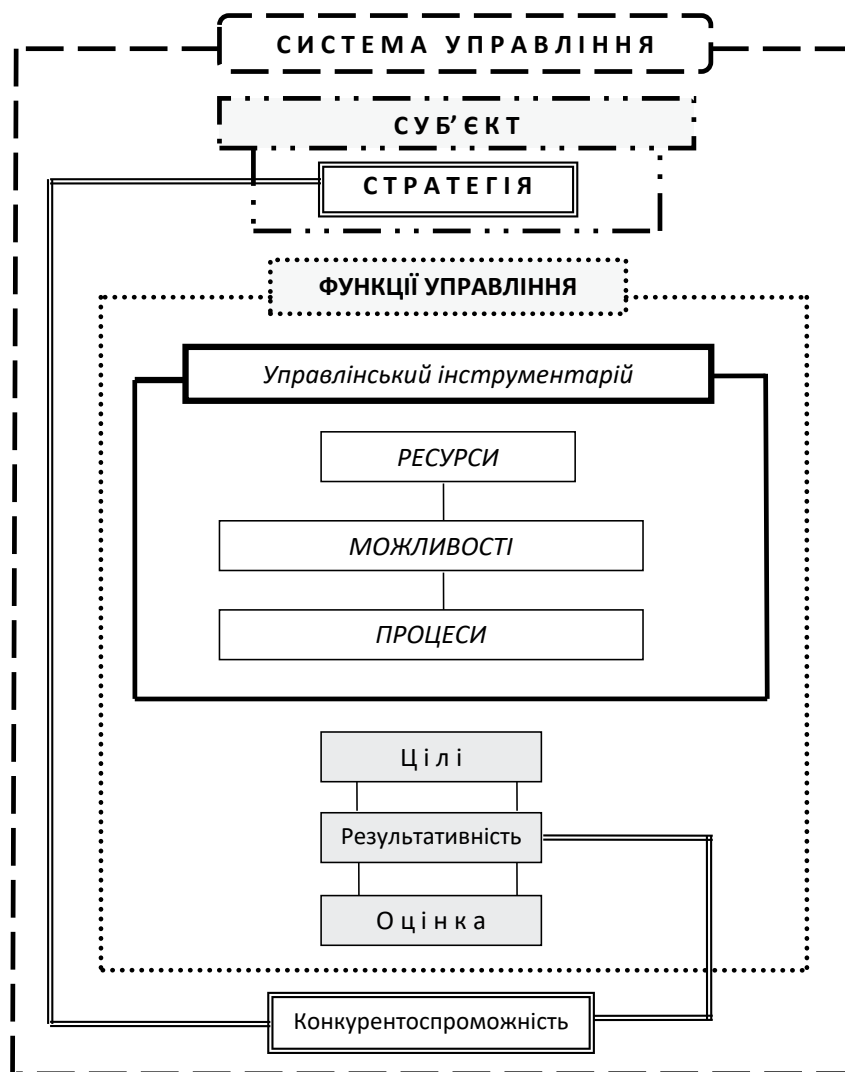 СИСТЕМА УПРАВЛІННЯ
СУБ’ЄКТ
СТРАТЕГІЯ
ФУНКЦІЇ УПРАВЛІННЯ
Управлінський інструментарій
РЕСУРСИ
МОЖЛИВОСТІ
ПРОЦЕСИ
Цілі
Результативність
Оцінка
Конкурентоспроможність